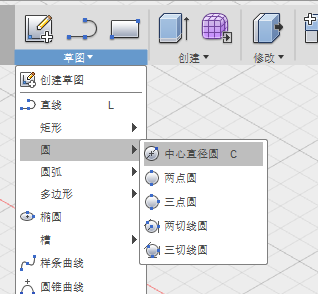 草图 创建 修改
创建草图
直线 L
矩形
圆
中心直径圆 C
两点圆
三点圆
两切线圆
三切线圆
圆弧
多边形
椭圆
槽
样条曲线
圆锥曲线